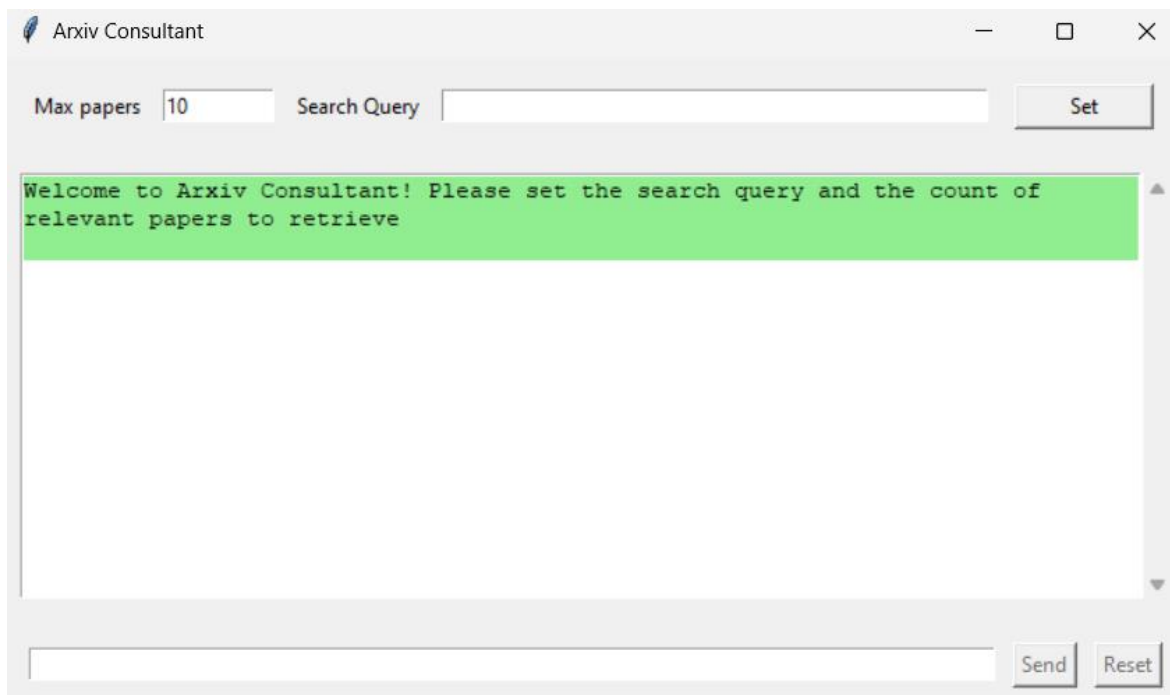 Arxiv Consultant
Max papers 10 Search Query Set
Welcome to Arxiv Consultant! Please set the search query and the count of
relevant papers to retrieve
Send Reset